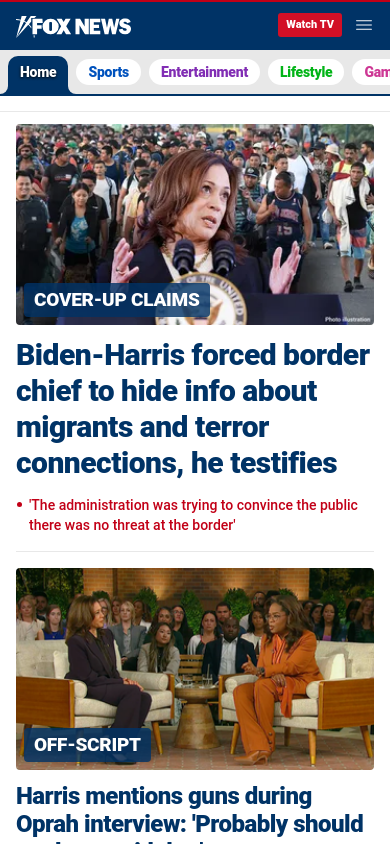 FOX NEWS
Watch TV
Home
Sports
Entertainment
Lifestyle
Gam
COVER-UP CLAIMS
Photo illustration
Biden-Harris forced border
chief to hide info about
migrants and terror
connections, he testifies
• 'The administration was trying to convince the public
there was no threat at the border'
OFF-SCRIPT
Harris mentions guns during
Oprah interview: 'Probably should